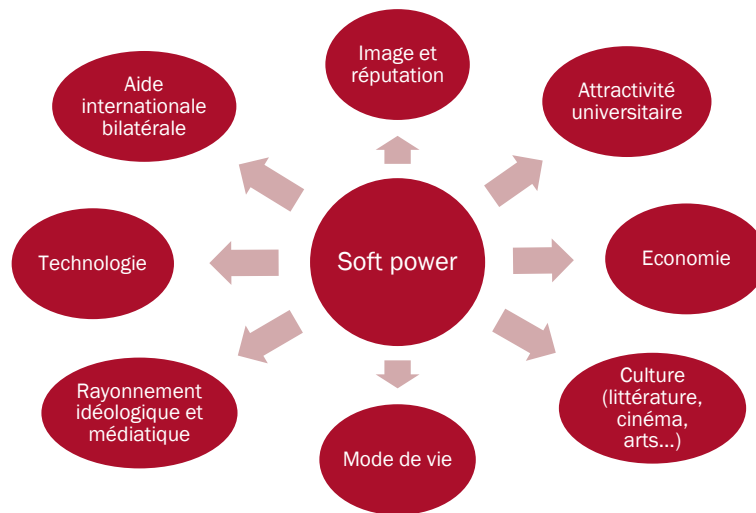 Image et
réputation
Aide
internationale
bilatérale
Attractivité
universitaire
Technologie
Soft power
Economie
Rayonnement
idéologique et
médiatique
Culture
(littérature,
cinéma,
arts...)
Mode de vie